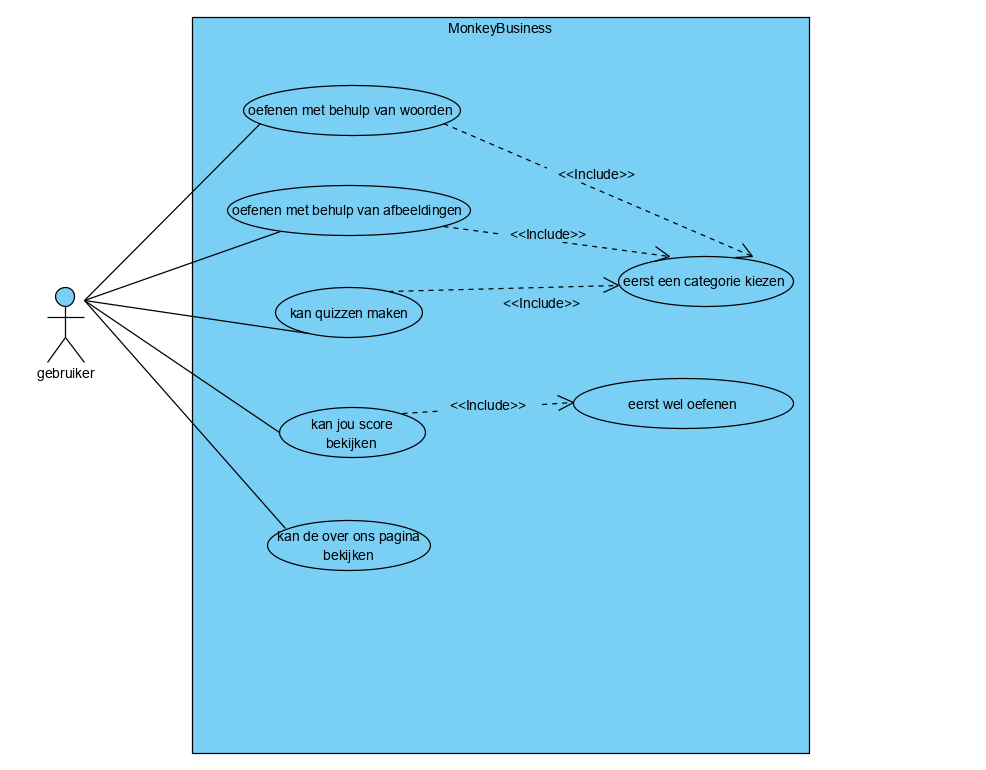 MonkeyBusiness
oefenen met behulp van woorden
<<Include>>
oefenen met behulp van afbeeldingen
<<Include>>
eerst een categorie kiezen
kan quizzen maken
<<Include>>
gebruiker
kan jou score
bekijken
<<Include>>
eerst wel oefenen
kan de over ons pagina
bekijken